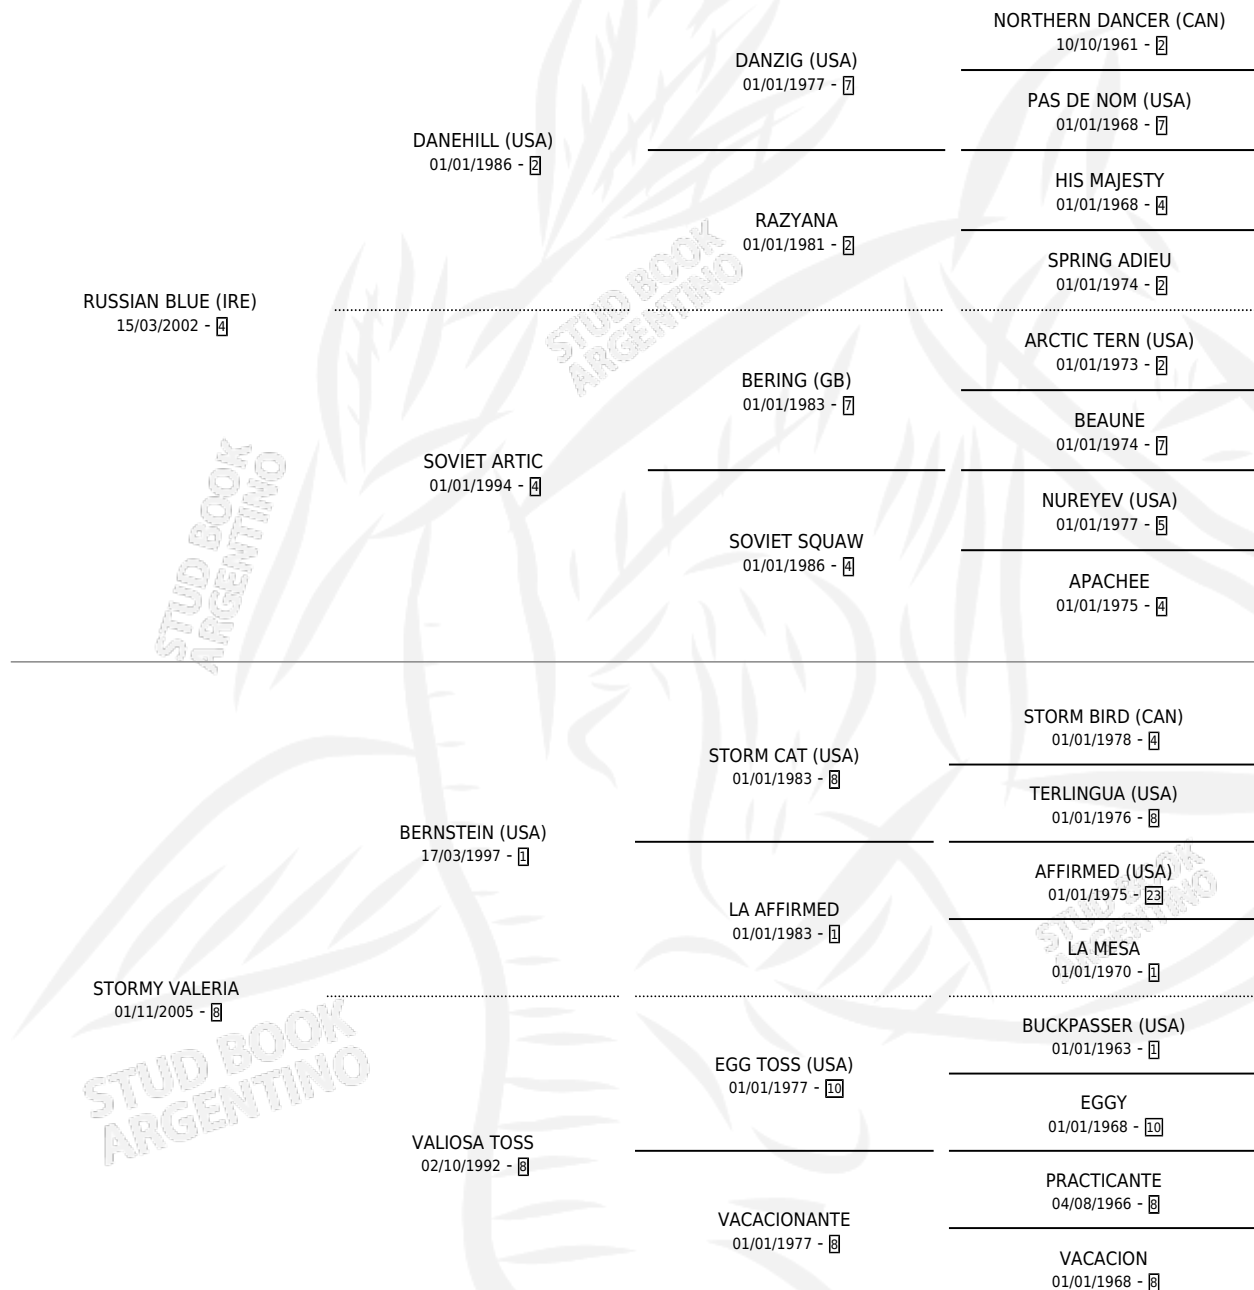 NORTHERN DANCER (CAN)
10/10/1961 - 2
DANZIG (USA)
01/01/1977 - 7
PAS DE NOM (USA)
01/01/1968 - 7
DANEHILL (USA)
01/01/1986 - 2
HIS MAJESTY
01/01/1968 - 4
RAZYANA
01/01/1981 - 2
SPRING ADIEU
01/01/1974 - 2
RUSSIAN BLUE (IRE)
15/03/2002 - 4
ARCTIC TERN (USA)
01/01/1973 - 2
BERING (GB)
01/01/1983 - 7
BEAUNE
01/01/1974 - 7
SOVIET ARTIC
01/01/1994 - 4
NUREYEV (USA)
01/01/1977 - 5
SOVIET SQUAW
01/01/1986 - 4
APACHEE
01/01/1975 - 4
STORM BIRD (CAN)
01/01/1978 - 4
STORM CAT (USA)
01/01/1983 - 8
TERLINGUA (USA)
01/01/1976 - 8
BERNSTEIN (USA)
17/03/1997 - 1
AFFIRMED (USA)
01/01/1975 - 23
LA AFFIRMED
01/01/1983 - 1
LA MESA
01/01/1970 - 1
STORMY VALERIA
01/11/2005 - 8
BUCKPASSER (USA)
01/01/1963 - 1
EGG TOSS (USA)
01/01/1977 - 10
EGGY
01/01/1968 - 10
VALIOSA TOSS
02/10/1992 - 8
PRACTICANTE
04/08/1966 - 8
VACACIONANTE
01/01/1977 - 8
VACACION
01/01/1968 - 8
STUD BOOK
ARGENTINO
STUD BOOK
ARGENTINO
STUD BOOK
ARGENTINO
STUD BOOK
ARGENTINO